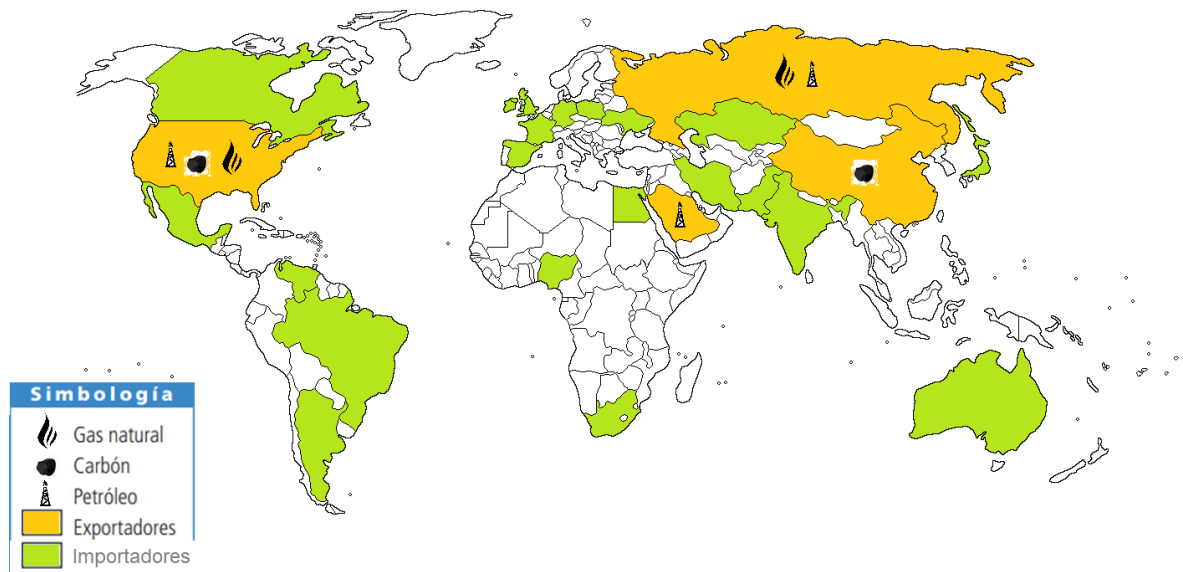 Simbología
Gas natural
Carbón
Petróleo
Exportadores
Importadores